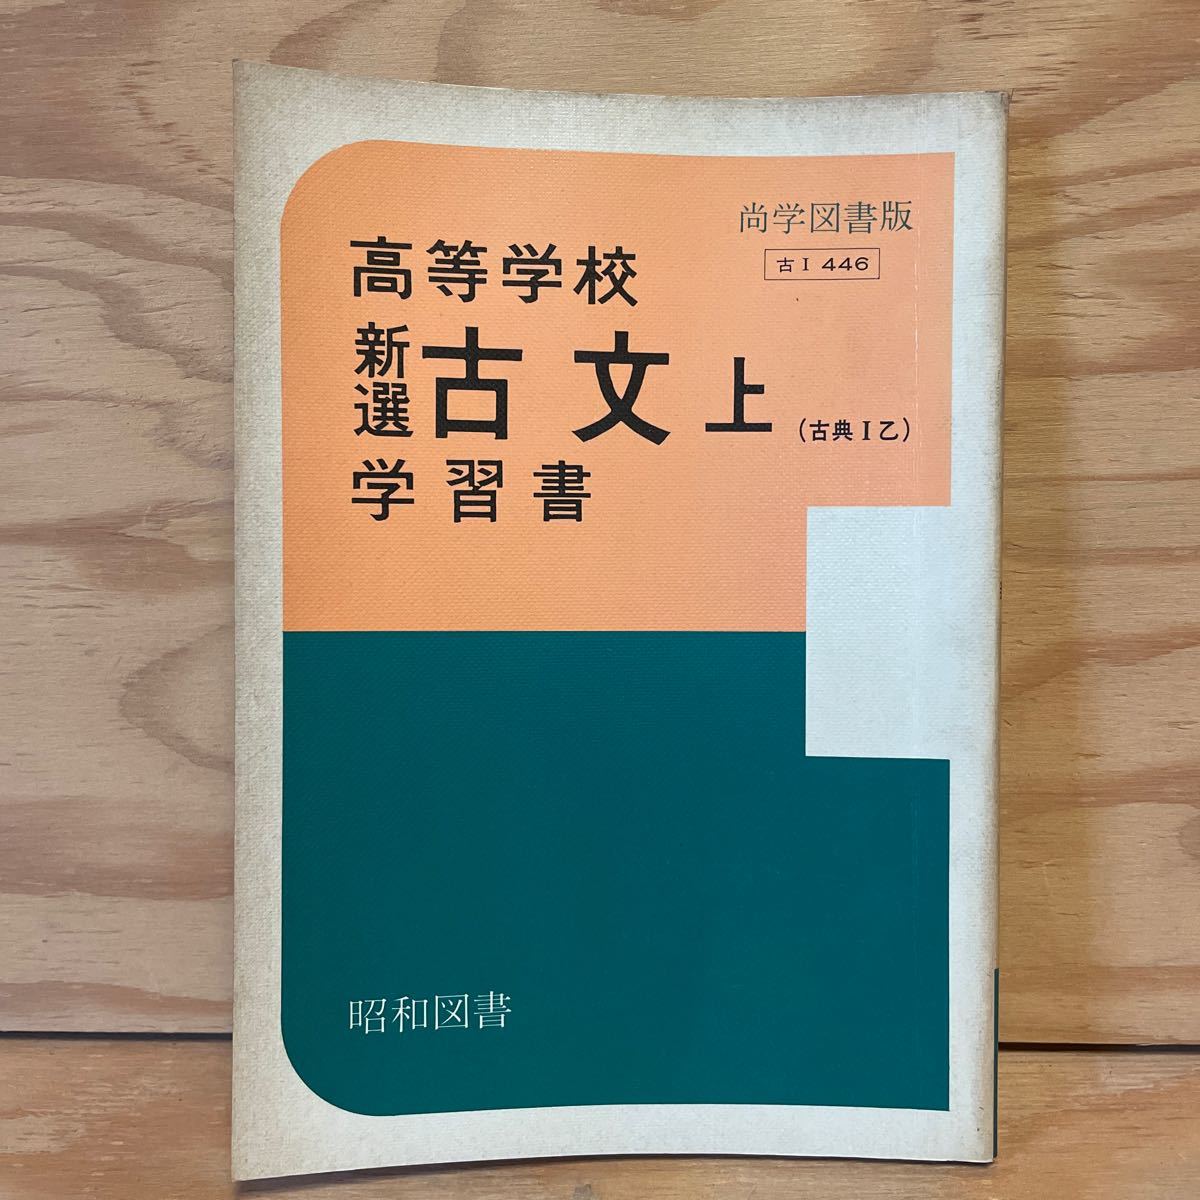 尚学図書版
古Ⅰ 446
高等学校
新選 古文 上 (古典Ⅰ乙)
学習書
昭和図書